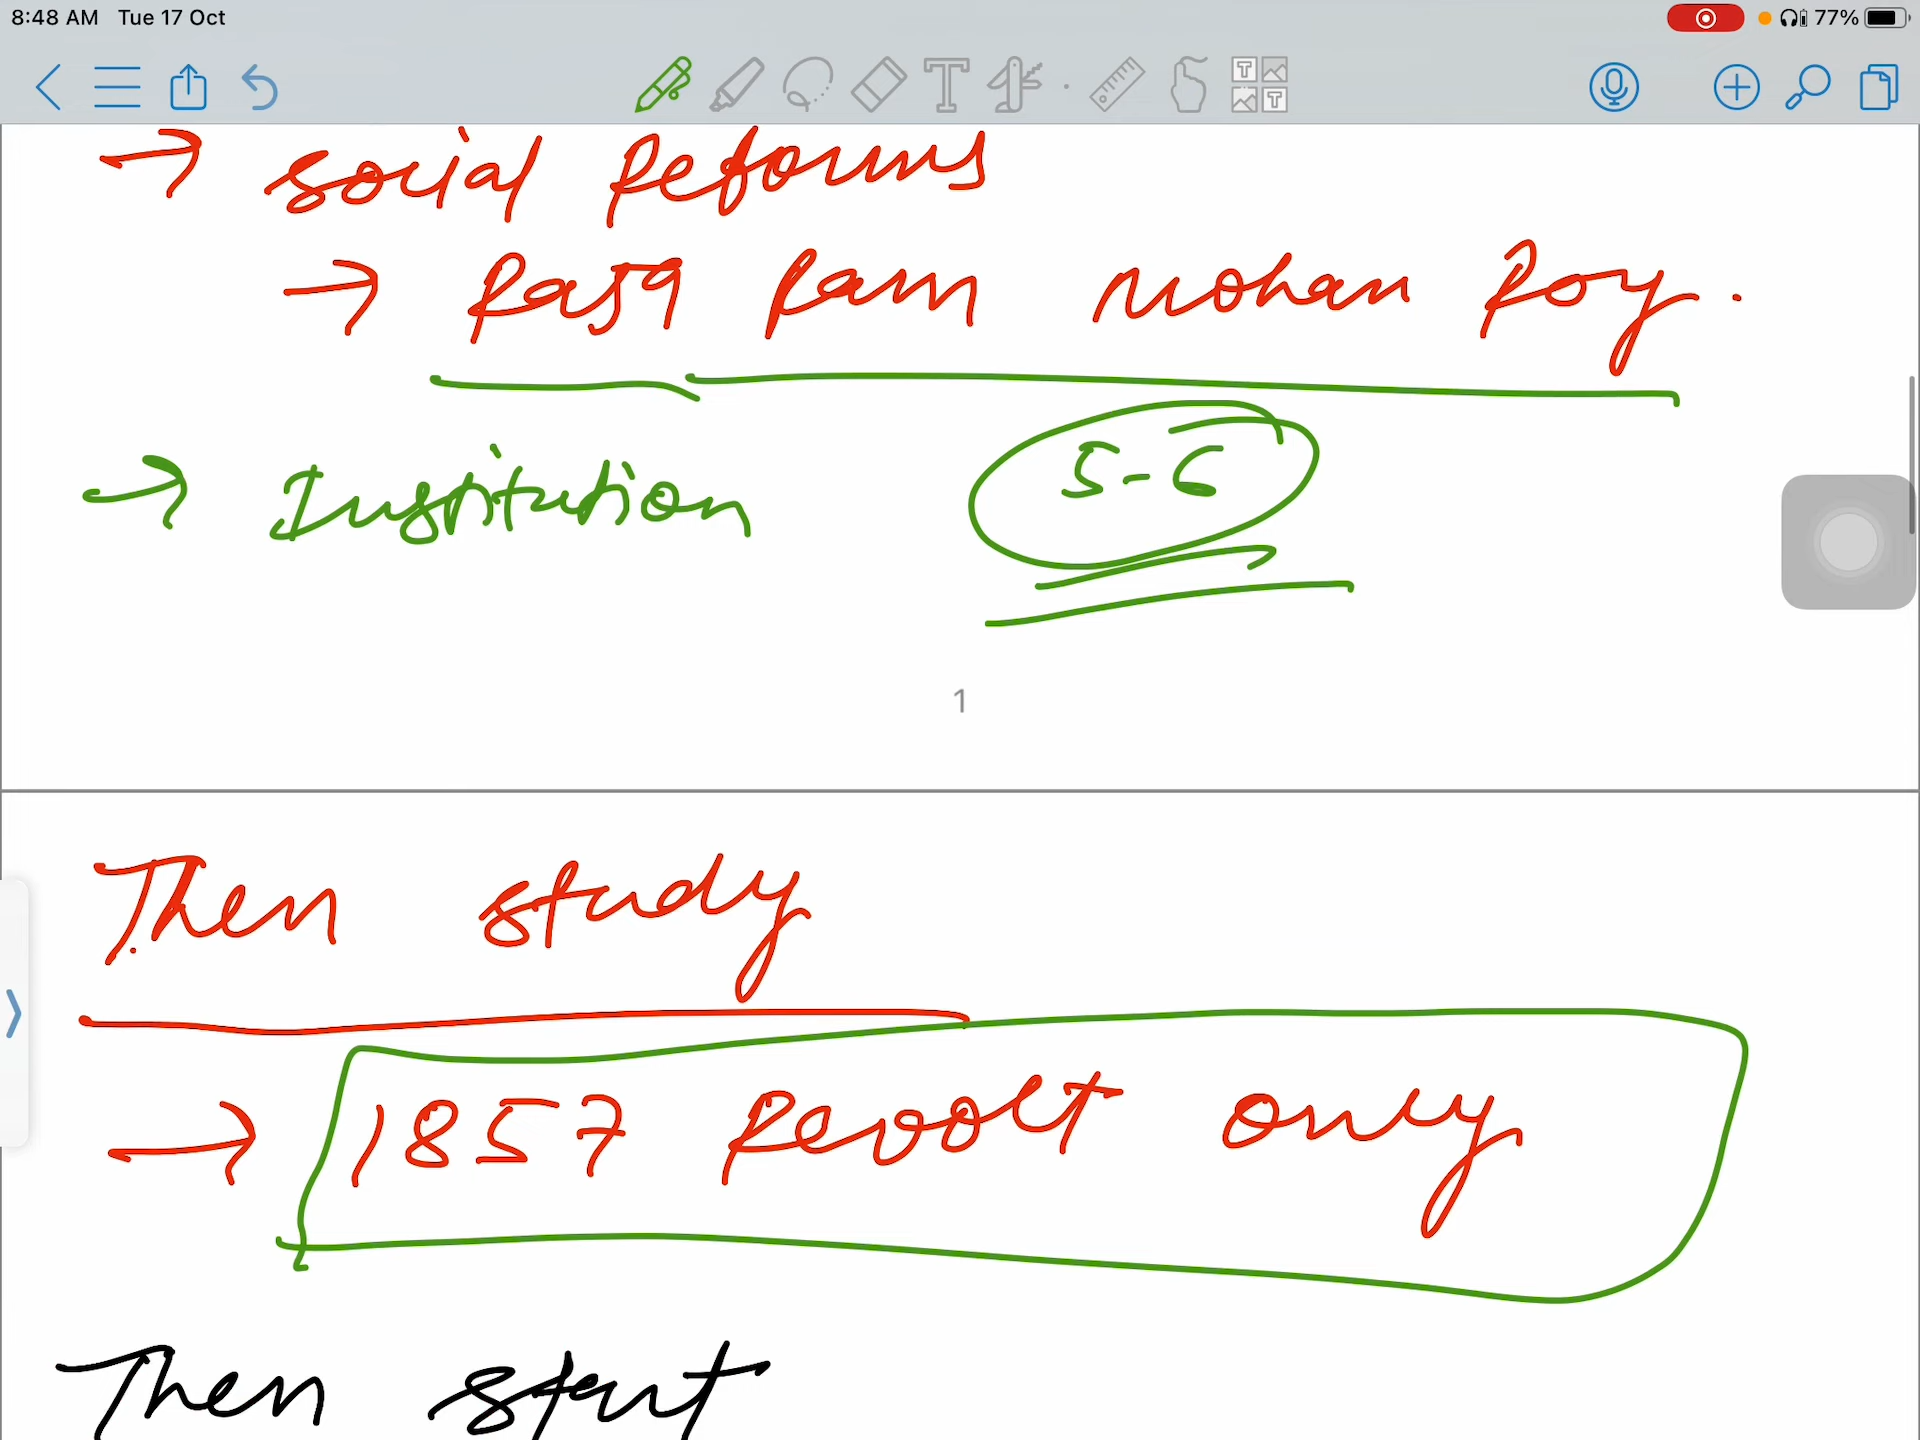 8:48 AM Tue 17 Oct
77%
→ Social Reforms
→ Raja Ram Mohan Roy.
→ Institution 5-6
1
Then study
→ 1857 Revolt only
Then start